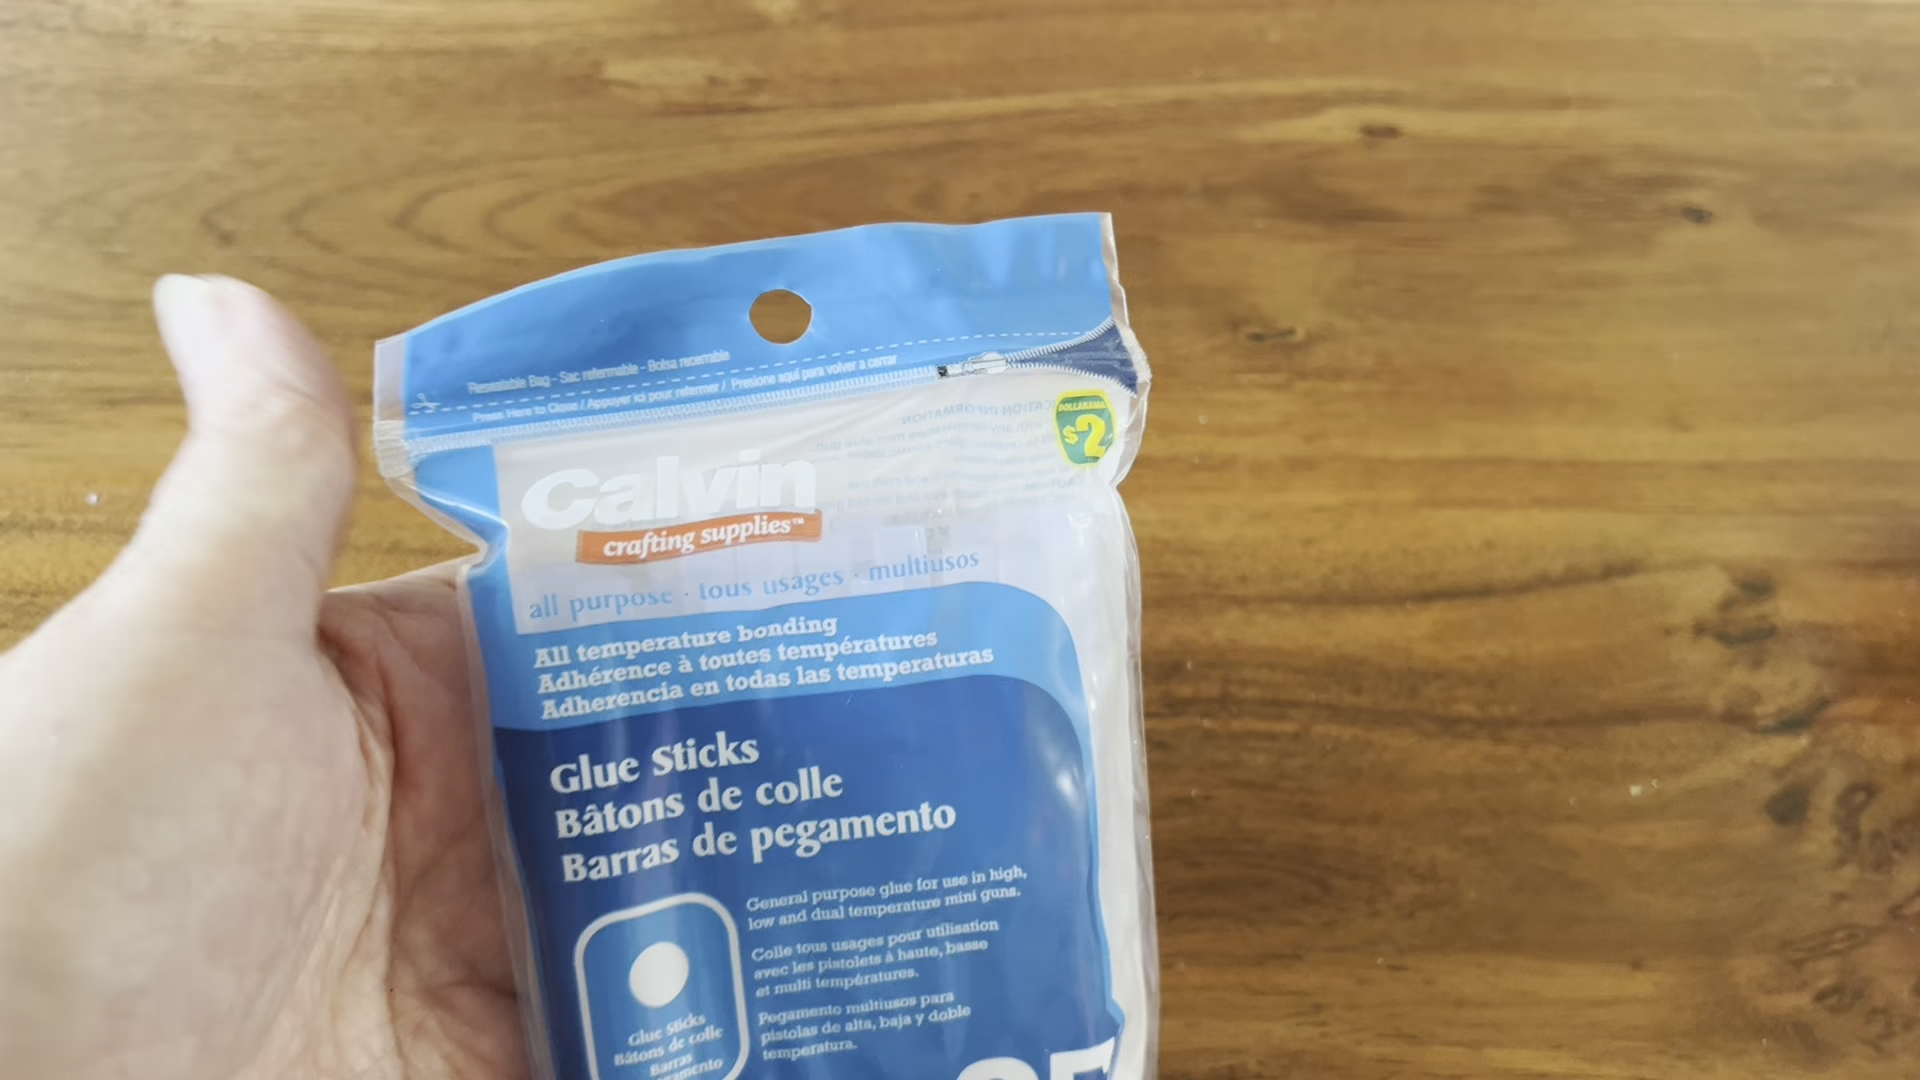 Resealable Bag - Sac refermable - Bolsa recerrable
Press Here to Close / Appuyer ici pour refermer / Presione aquí para volver a cerrar
DOLLARAMA
$2
Calvin
crafting supplies™
all purpose · tous usages · multiusos
All temperature bonding
Adhérence à toutes températures
Adherencia en todas las temperaturas
Glue Sticks
Bâtons de colle
Barras de pegamento
General purpose glue for use in high,
low and dual temperature mini guns.
Colle tous usages pour utilisation
avec les pistolets à haute, basse
et multi températures.
Pegamento multiusos para
pistolas de alta, baja y doble
temperatura.
Glue Sticks
Bâtons de colle
Barras